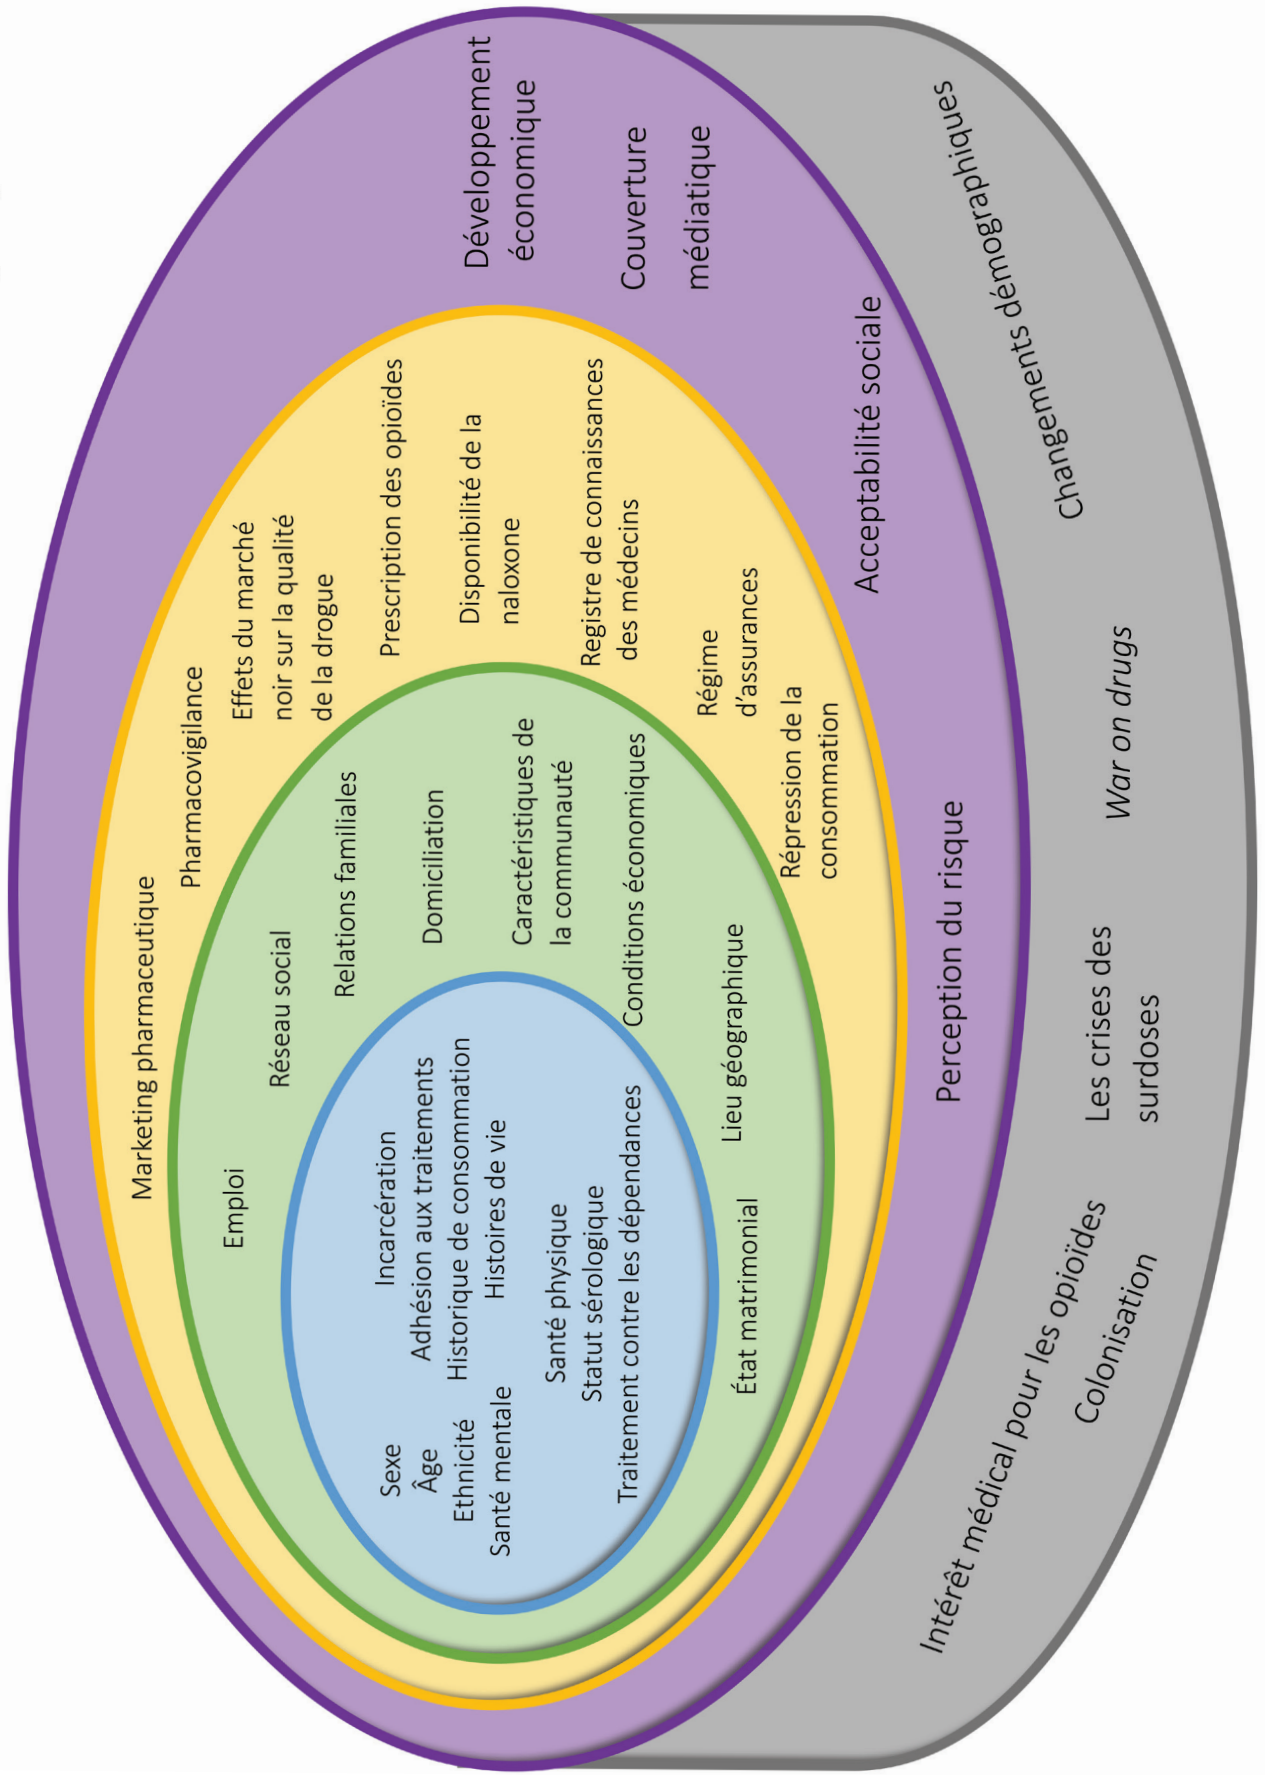 Marketing pharmaceutique
Pharmacovigilance
Effets du marché
noir sur la qualité
de la drogue
Prescription des opioïdes
Disponibilité de la
naloxone
Registre de connaissances
des médecins
Régime
d'assurances
Répression de la
consommation
Emploi
Réseau social
Relations familiales
Domiciliation
Caractéristiques de
la communauté
Conditions économiques
Lieu géographique
État matrimonial
Sexe
Âge
Ethnicité
Santé mentale
Incarcération
Adhésion aux traitements
Historique de consommation
Histoires de vie
Santé physique
Statut sérologique
Traitement contre les dépendances
Développement
économique
Couverture
médiatique
Acceptabilité sociale
Perception du risque
Intérêt médical pour les opioïdes
Colonisation
Les crises des
surdoses
War on drugs
Changements démographiques